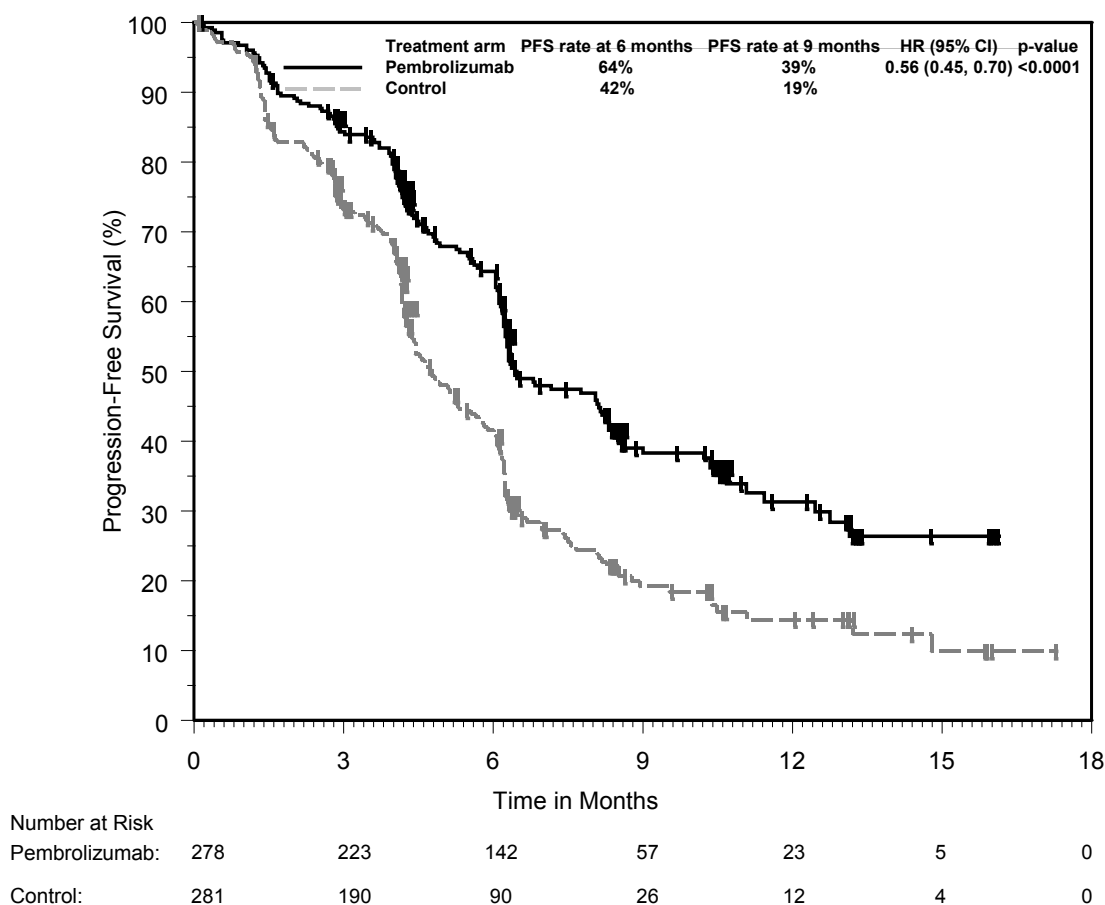 Treatment arm PFS rate at 6 months PFS rate at 9 months HR (95% CI) p-value
Pembrolizumab 64% 39% 0.56 (0.45, 0.70) <0.0001
Control 42% 19%
Progression-Free Survival (%)
100
90
80
70
60
50
40
30
20
10
0
0 3 6 9 12 15 18
Time in Months
Number at Risk
Pembrolizumab: 278 223 142 57 23 5 0
Control: 281 190 90 26 12 4 0